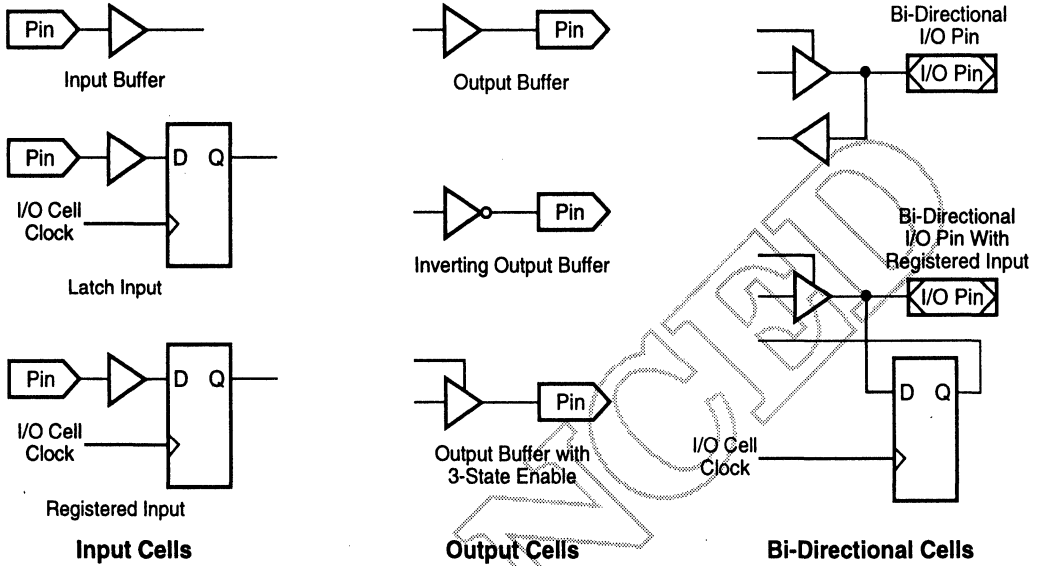 Pin
Input Buffer
Pin
D Q
I/O Cell
Clock
Latch Input
Pin
D Q
I/O Cell
Clock
Registered Input
Input Cells
Pin
Output Buffer
Pin
Inverting Output Buffer
Pin
Output Buffer with
3-State Enable
Output Cells
Bi-Directional
I/O Pin
I/O Pin
Bi-Directional
I/O Pin With
Registered Input
I/O Pin
D Q
I/O Cell
Clock
Bi-Directional Cells